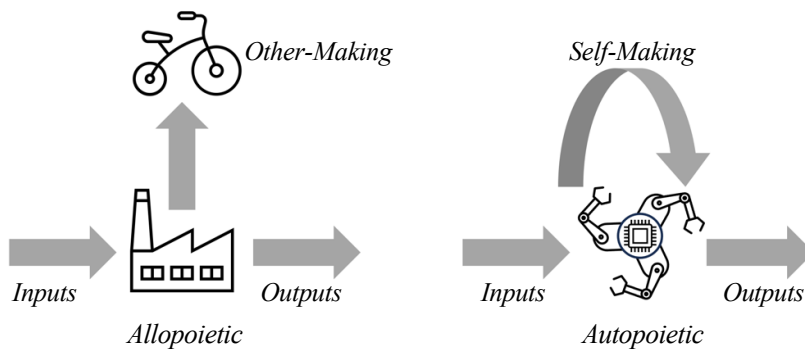 Other-Making
Self-Making
Inputs
Outputs
Inputs
Outputs
Allopoietic
Autopoietic